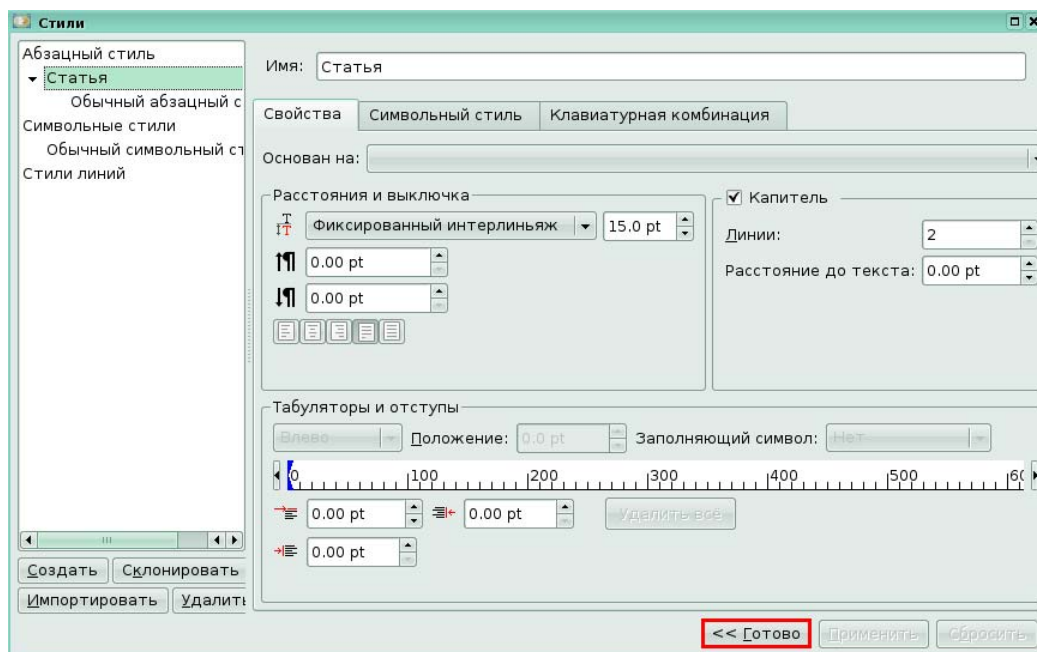 Стили
Абзацный стиль
Статья
Обычный абзацный с
Символьные стили
Обычный символьный ст
Стили линий
Создать Склонировать
Импортировать Удалить
Имя: Статья
Свойства Символьный стиль Клавиатурная комбинация
Основан на:
Расстояния и выключка
Фиксированный интерлиньяж 15.0 pt
0.00 pt
0.00 pt
Капитель
Линии: 2
Расстояние до текста: 0.00 pt
Табуляторы и отступы
Влево Положение: 0.0 pt Заполняющий символ: Нет
0 100 200 300 400 500 60
0.00 pt 0.00 pt Удалить всё
0.00 pt
<< Готово Применить Сбросить